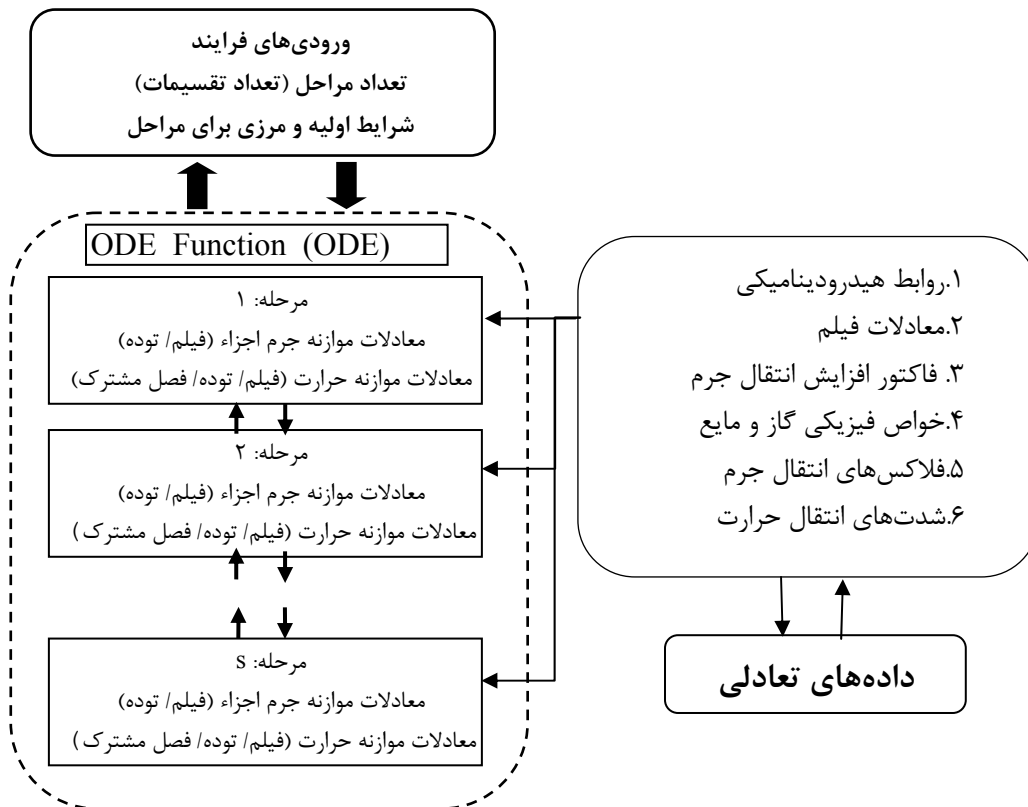 ورودی‌های فرایند
تعداد مراحل (تعداد تقسیمات)
شرایط اولیه و مرزی برای مراحل
ODE Function (ODE)
مرحله: ۱
معادلات موازنه جرم اجزاء (فیلم/ توده)
معادلات موازنه حرارت (فیلم/ توده/ فصل مشترک)
مرحله: ۲
معادلات موازنه جرم اجزاء (فیلم/ توده)
معادلات موازنه حرارت (فیلم/ توده/ فصل مشترک)
مرحله: s
معادلات موازنه جرم اجزاء (فیلم/ توده)
معادلات موازنه حرارت (فیلم/ توده/ فصل مشترک)
۱.روابط هیدرودینامیکی
۲.معادلات فیلم
۳. فاکتور افزایش انتقال جرم
۴.خواص فیزیکی گاز و مایع
۵.فلاکس‌های انتقال جرم
۶.شدت‌های انتقال حرارت
داده‌های تعادلی